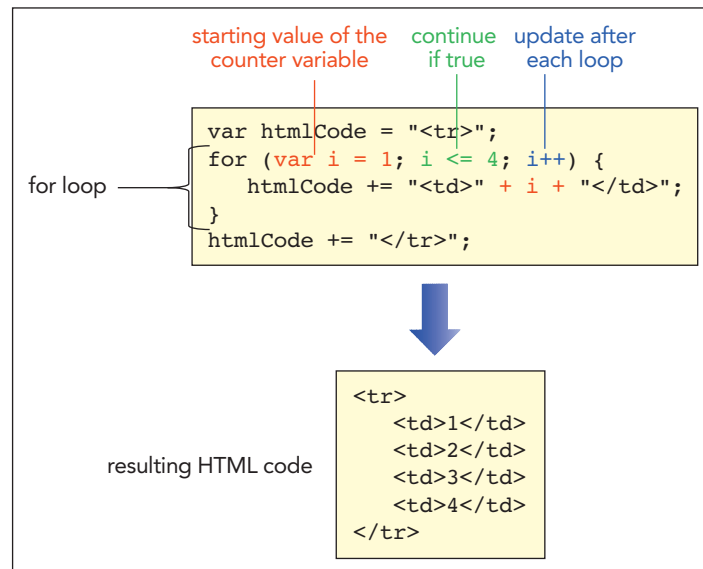 starting value of the counter variable
continue if true
update after each loop
var htmlCode = "<tr>";
for (var i = 1; i <= 4; i++) {
htmlCode += "<td>" + i + "</td>";
}
htmlCode += "</tr>";
for loop
<tr>
<td>1</td>
<td>2</td>
<td>3</td>
<td>4</td>
</tr>
resulting HTML code